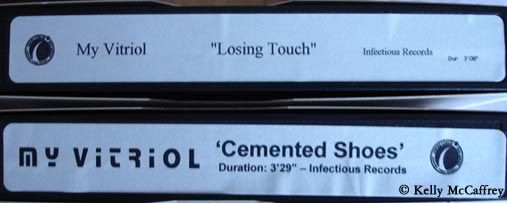 My Vitriol "Losing Touch" Infectious Records Dur 3'08"
MY ViTRiOL 'Cemented Shoes'
Duration: 3'29" – Infectious Records
© Kelly McCaffrey